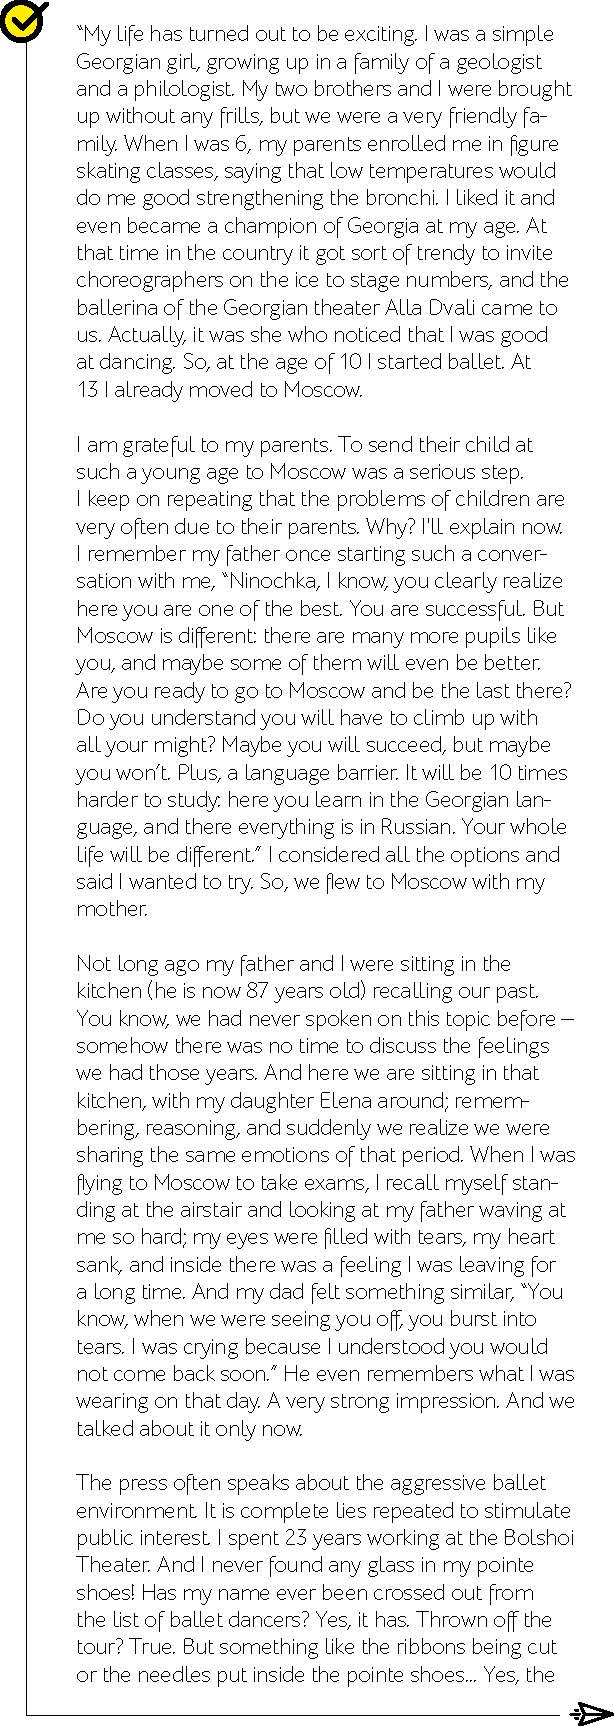 “My life has turned out to be exciting. I was a simple
Georgian girl, growing up in a family of a geologist
and a philologist. My two brothers and I were brought
up without any frills, but we were a very friendly fa-
mily. When I was 6, my parents enrolled me in figure
skating classes, saying that low temperatures would
do me good strengthening the bronchi. I liked it and
even became a champion of Georgia at my age. At
that time in the country it got sort of trendy to invite
choreographers on the ice to stage numbers, and the
ballerina of the Georgian theater Alla Dvali came to
us. Actually, it was she who noticed that I was good
at dancing. So, at the age of 10 I started ballet. At
13 I already moved to Moscow.

I am grateful to my parents. To send their child at
such a young age to Moscow was a serious step.
I keep on repeating that the problems of children are
very often due to their parents. Why? I'll explain now.
I remember my father once starting such a conver-
sation with me, “Ninochka, I know, you clearly realize
here you are one of the best. You are successful. But
Moscow is different: there are many more pupils like
you, and maybe some of them will even be better.
Are you ready to go to Moscow and be the last there?
Do you understand you will have to climb up with
all your might? Maybe you will succeed, but maybe
you won’t. Plus, a language barrier. It will be 10 times
harder to study: here you learn in the Georgian lan-
guage, and there everything is in Russian. Your whole
life will be different.” I considered all the options and
said I wanted to try. So, we flew to Moscow with my
mother.

Not long ago my father and I were sitting in the
kitchen (he is now 87 years old) recalling our past.
You know, we had never spoken on this topic before –
somehow there was no time to discuss the feelings
we had those years. And here we are sitting in that
kitchen, with my daughter Elena around; remem-
bering, reasoning, and suddenly we realize we were
sharing the same emotions of that period. When I was
flying to Moscow to take exams, I recall myself stan-
ding at the airstair and looking at my father waving at
me so hard; my eyes were filled with tears, my heart
sank, and inside there was a feeling I was leaving for
a long time. And my dad felt something similar, “You
know, when we were seeing you off, you burst into
tears. I was crying because I understood you would
not come back soon.” He even remembers what I was
wearing on that day. A very strong impression. And we
talked about it only now.

The press often speaks about the aggressive ballet
environment. It is complete lies repeated to stimulate
public interest. I spent 23 years working at the Bolshoi
Theater. And I never found any glass in my pointe
shoes! Has my name ever been crossed out from
the list of ballet dancers? Yes, it has. Thrown off the
tour? True. But something like the ribbons being cut
or the needles put inside the pointe shoes... Yes, the